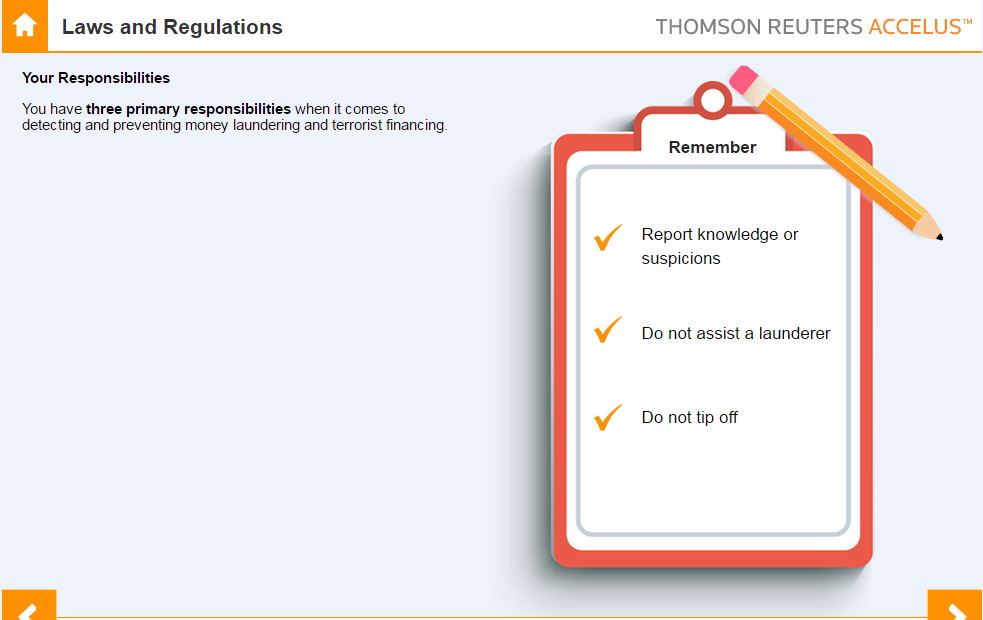 Laws and Regulations
THOMSON REUTERS ACCELUS™
Your Responsibilities
You have three primary responsibilities when it comes to
detecting and preventing money laundering and terrorist financing.
Remember
Report knowledge or
suspicions
Do not assist a launderer
Do not tip off